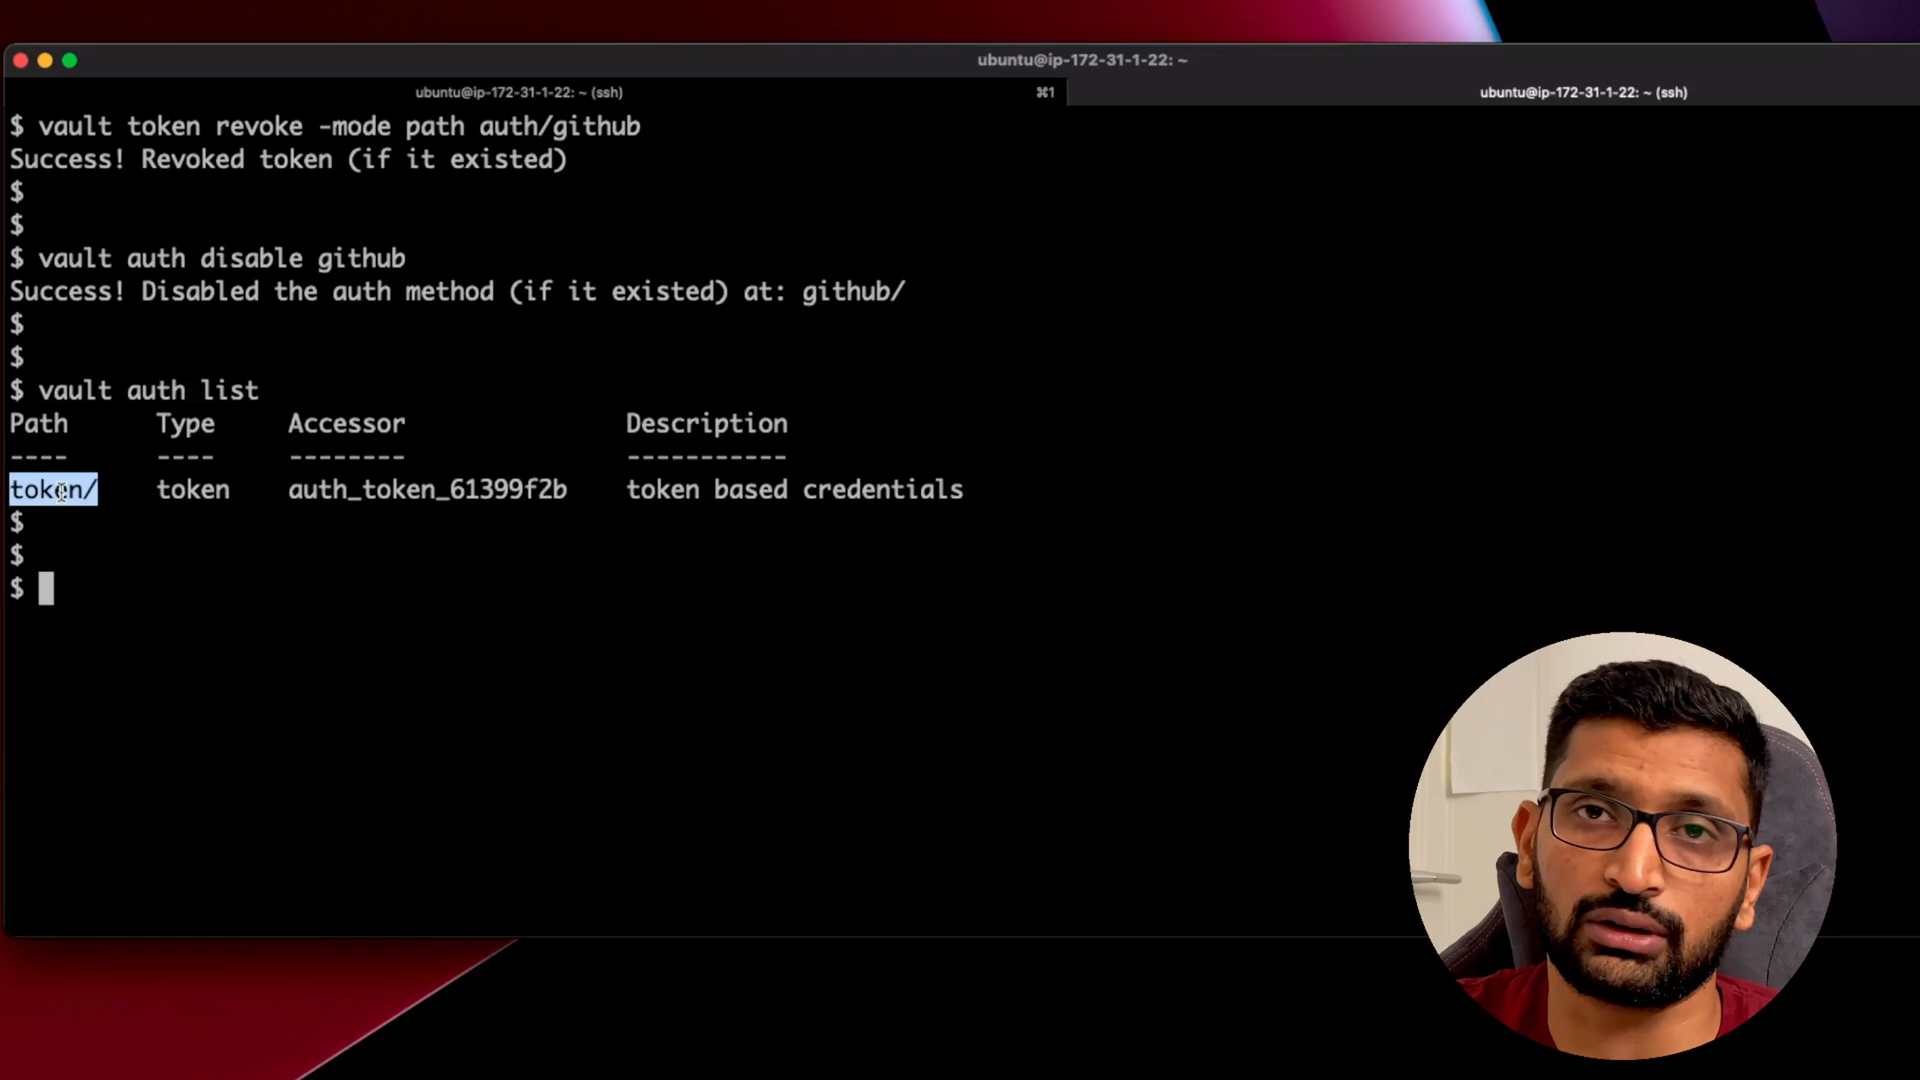 ubuntu@ip-172-31-1-22: ~
ubuntu@ip-172-31-1-22: ~ (ssh) ⌘1 ubuntu@ip-172-31-1-22: ~ (ssh)
$ vault token revoke -mode path auth/github
Success! Revoked token (if it existed)
$
$
$ vault auth disable github
Success! Disabled the auth method (if it existed) at: github/
$
$
$ vault auth list
Path Type Accessor Description
---- ---- -------- -----------
token/ token auth_token_61399f2b token based credentials
$
$
$